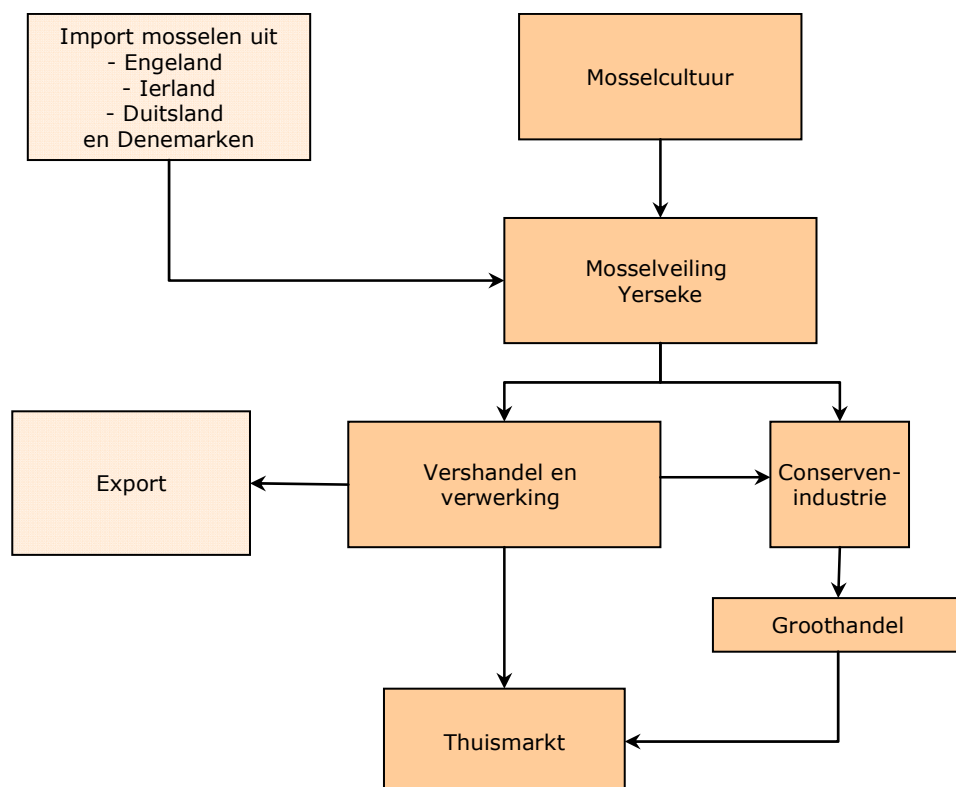 Import mosselen uit
- Engeland
- Ierland
- Duitsland
en Denemarken
Mosselcultuur
Mosselveiling
Yerseke
Export
Vershandel en
verwerking
Conserven-
industrie
Groothandel
Thuismarkt